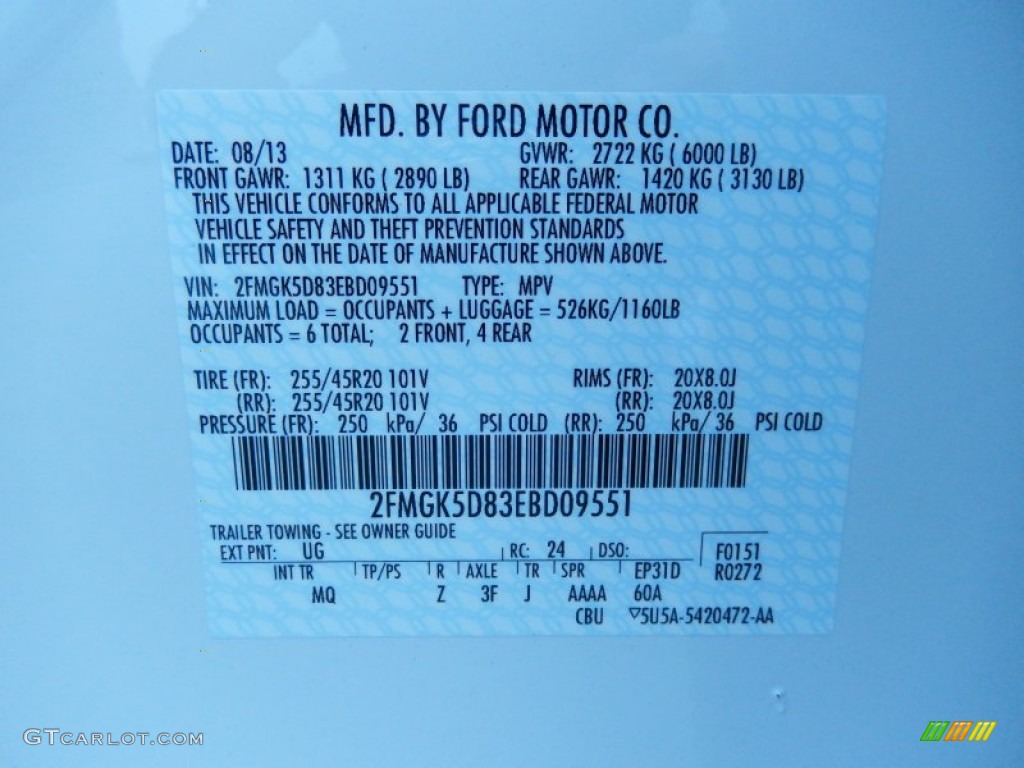 MFD. BY FORD MOTOR CO.
DATE: 08/13 GVWR: 2722 KG ( 6000 LB)
FRONT GAWR: 1311 KG ( 2890 LB) REAR GAWR: 1420 KG ( 3130 LB)
THIS VEHICLE CONFORMS TO ALL APPLICABLE FEDERAL MOTOR
VEHICLE SAFETY AND THEFT PREVENTION STANDARDS
IN EFFECT ON THE DATE OF MANUFACTURE SHOWN ABOVE.
VIN: 2FMGK5D83EBD09551 TYPE: MPV
MAXIMUM LOAD = OCCUPANTS + LUGGAGE = 526KG/1160LB
OCCUPANTS = 6 TOTAL; 2 FRONT, 4 REAR
TIRE (FR): 255/45R20 101V RIMS (FR): 20X8.0J
(RR): 255/45R20 101V (RR): 20X8.0J
PRESSURE (FR): 250 kPa/ 36 PSI COLD (RR): 250 kPa/ 36 PSI COLD
2FMGK5D83EBD09551
TRAILER TOWING - SEE OWNER GUIDE
EXT PNT: UG RC: 24 DSO: F0151
INT TR TP/PS R AXLE TR SPR EP31D R0272
MQ Z 3F J AAAA 60A
CBU ▽5U5A-5420472-AA
GTCARLOT.COM